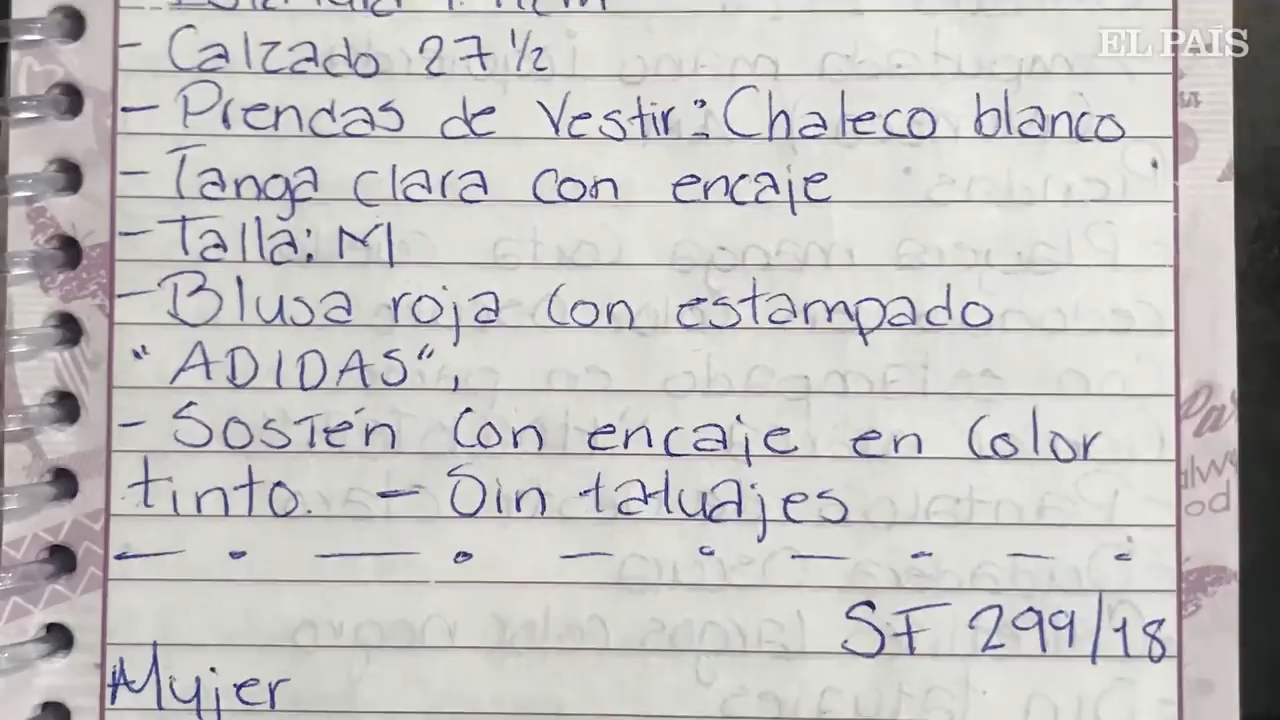 EL PAÍS
- Calzado 27 ½
- Prendas de Vestir: Chaleco blanco
- Tanga clara con encaje
- Talla: M
- Blusa roja con estampado
"ADIDAS",
- Sostén con encaje en color
tinto. - Sin tatuajes
SF 299/18
Mujer